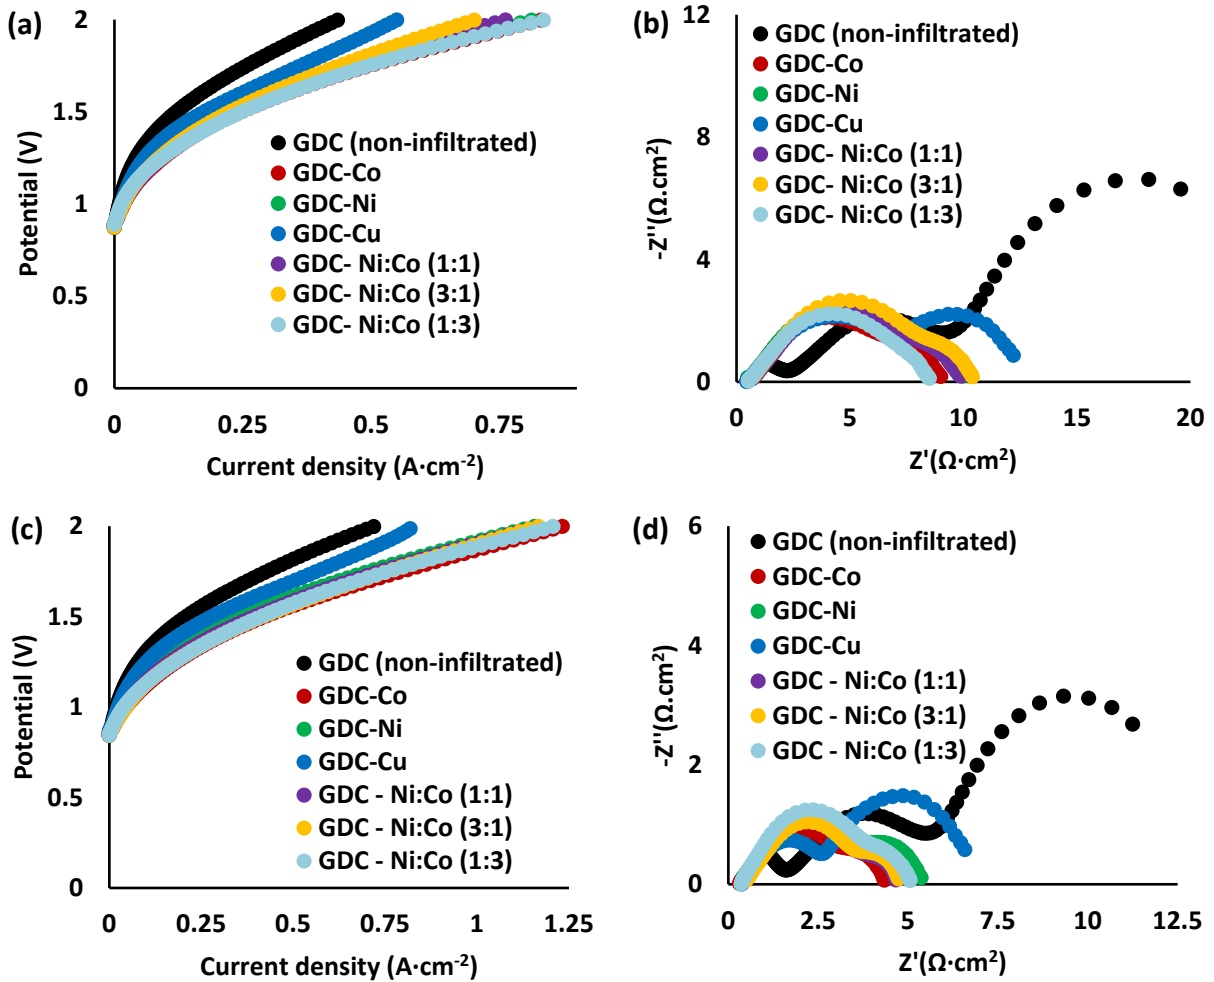 (a)
Potential (V)
2
1.5
1
0.5
0
0
0.25
0.5
0.75
Current density (A·cm⁻²)
GDC (non-infiltrated)
GDC-Co
GDC-Ni
GDC-Cu
GDC- Ni:Co (1:1)
GDC- Ni:Co (3:1)
GDC- Ni:Co (1:3)
(b)
-Z''(Ω.cm²)
12
8
4
0
0
5
10
15
20
Z'(Ω·cm²)
GDC (non-infiltrated)
GDC-Co
GDC-Ni
GDC-Cu
GDC- Ni:Co (1:1)
GDC- Ni:Co (3:1)
GDC- Ni:Co (1:3)
(c)
Potential (V)
2
1.5
1
0.5
0
0
0.25
0.5
0.75
1
1.25
Current density (A·cm⁻²)
GDC (non-infiltrated)
GDC-Co
GDC-Ni
GDC-Cu
GDC - Ni:Co (1:1)
GDC - Ni:Co (3:1)
GDC - Ni:Co (1:3)
(d)
-Z''(Ω.cm²)
6
4
2
0
0
2.5
5
7.5
10
12.5
Z'(Ω·cm²)
GDC (non-infiltrated)
GDC-Co
GDC-Ni
GDC-Cu
GDC - Ni:Co (1:1)
GDC - Ni:Co (3:1)
GDC - Ni:Co (1:3)